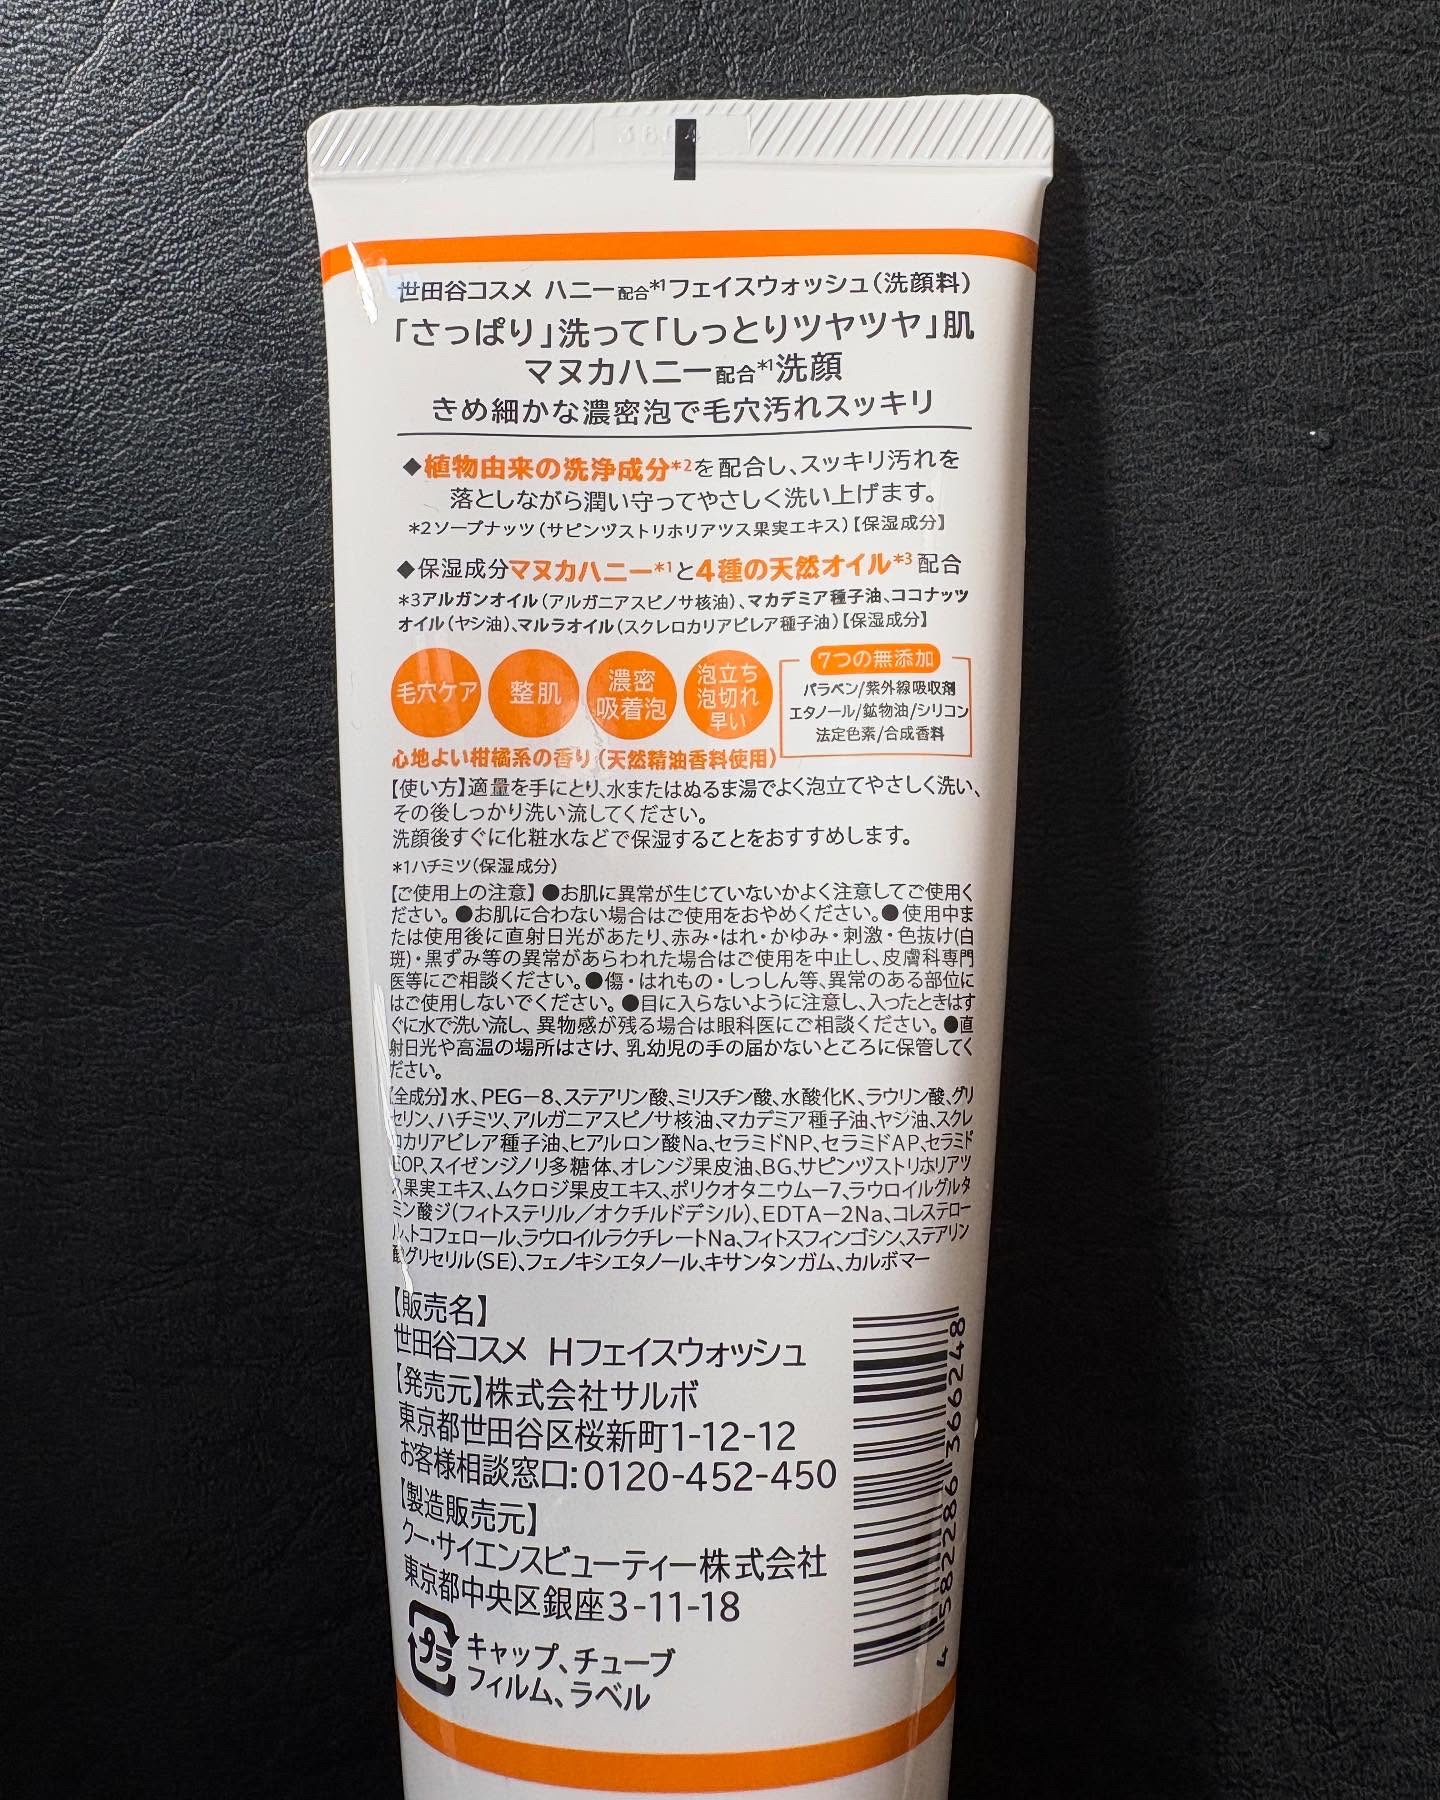 世田谷コスメ ハニー配合*1フェイスウォッシュ(洗顔料)
「さっぱり」洗って「しっとりツヤツヤ」肌
マヌカハニー配合*1洗顔
きめ細かな濃密泡で毛穴汚れスッキリ
◆植物由来の洗浄成分*2を配合し、スッキリ汚れを
落としながら潤い守ってやさしく洗い上げます。
*2ソープナッツ(サピンヅストリホリアツス果実エキス)【保湿成分】
◆保湿成分マヌカハニー*1と4種の天然オイル*3配合
*3アルガンオイル(アルガニアスピノサ核油)、マカデミア種子油、ココナッツ
オイル(ヤシ油)、マルラオイル(スクレロカリアビレア種子油)【保湿成分】
毛穴ケア
整肌
濃密
吸着泡
泡立ち
泡切れ
早い
7つの無添加
パラベン/紫外線吸収剤
エタノール/鉱物油/シリコン
法定色素/合成香料
心地よい柑橘系の香り(天然精油香料使用)
【使い方】適量を手にとり、水またはぬるま湯でよく泡立てやさしく洗い、
その後しっかり洗い流してください。
洗顔後すぐに化粧水などで保湿することをおすすめします。
*1ハチミツ(保湿成分)
【ご使用上の注意】●お肌に異常が生じていないかよく注意してご使用く
ださい。●お肌に合わない場合はご使用をおやめください。●使用中ま
たは使用後に直射日光があたり、赤み・はれ・かゆみ・刺激・色抜け(白
斑)・黒ずみ等の異常があらわれた場合はご使用を中止し、皮膚科専門
医等にご相談ください。●傷・はれもの・しっしん等、異常のある部位に
はご使用しないでください。●目に入らないように注意し、入ったときはす
ぐに水で洗い流し、異物感が残る場合は眼科医にご相談ください。●直
射日光や高温の場所はさけ、乳幼児の手の届かないところに保管してく
ださい。
【全成分】水、PEG－8、ステアリン酸、ミリスチン酸、水酸化K、ラウリン酸、グリ
セリン、ハチミツ、アルガニアスピノサ核油、マカデミア種子油、ヤシ油、スクレ
ロカリアビレア種子油、ヒアルロン酸Na、セラミドNP、セラミドAP、セラミド
EOP、スイゼンジノリ多糖体、オレンジ果皮油、BG、サピンヅストリホリアツ
ス果実エキス、ムクロジ果皮エキス、ポリクオタニウム－7、ラウロイルグルタ
ミン酸ジ(フィトステリル／オクチルドデシル)、EDTA－2Na、コレステロー
ル、トコフェロール、ラウロイルラクチレートNa、フィトスフィンゴシン、ステアリン
酸グリセリル(SE)、フェノキシエタノール、キサンタンガム、カルボマー
【販売名】
世田谷コスメ Hフェイスウォッシュ
【発売元】株式会社サルボ
東京都世田谷区桜新町1-12-12
お客様相談窓口:0120-452-450
【製造販売元】
クー・サイエンスビューティー株式会社
東京都中央区銀座3-11-18
プラ
キャップ、チューブ
フィルム、ラベル
4 582286 366248